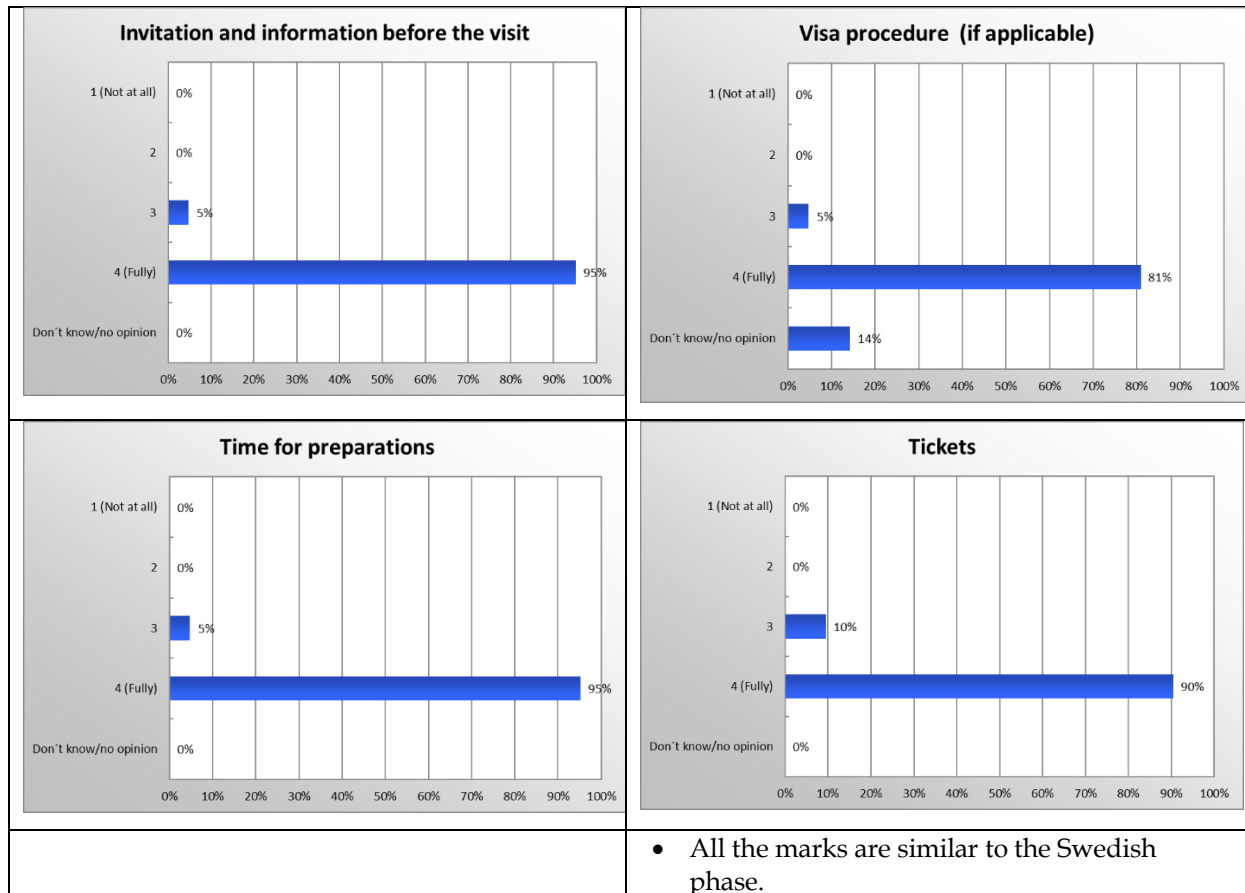 Invitation and information before the visit
1 (Not at all) 0%
2 0%
3 5%
4 (Fully) 95%
Don´t know/no opinion 0%
0% 10% 20% 30% 40% 50% 60% 70% 80% 90% 100%
Visa procedure (if applicable)
1 (Not at all) 0%
2 0%
3 5%
4 (Fully) 81%
Don´t know/no opinion 14%
0% 10% 20% 30% 40% 50% 60% 70% 80% 90% 100%
Time for preparations
1 (Not at all) 0%
2 0%
3 5%
4 (Fully) 95%
Don´t know/no opinion 0%
0% 10% 20% 30% 40% 50% 60% 70% 80% 90% 100%
Tickets
1 (Not at all) 0%
2 0%
3 10%
4 (Fully) 90%
Don´t know/no opinion 0%
0% 10% 20% 30% 40% 50% 60% 70% 80% 90% 100%
• All the marks are similar to the Swedish
phase.